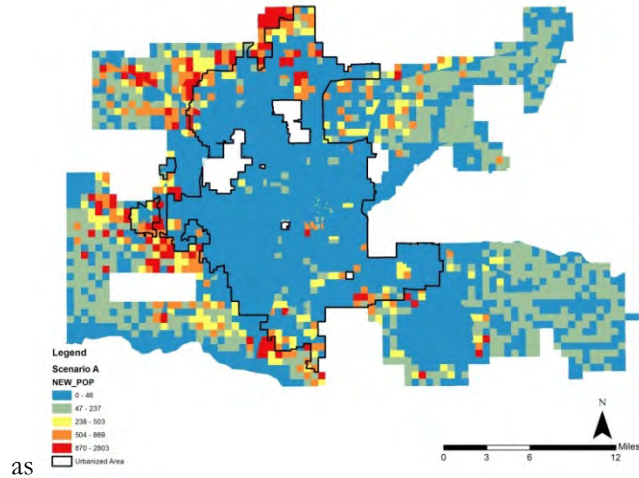 Legend
Scenario A
NEW_POP
0 - 46
47 - 237
238 - 503
504 - 869
870 - 2803
Urbanized Area
N
Miles
0 3 6 12
as